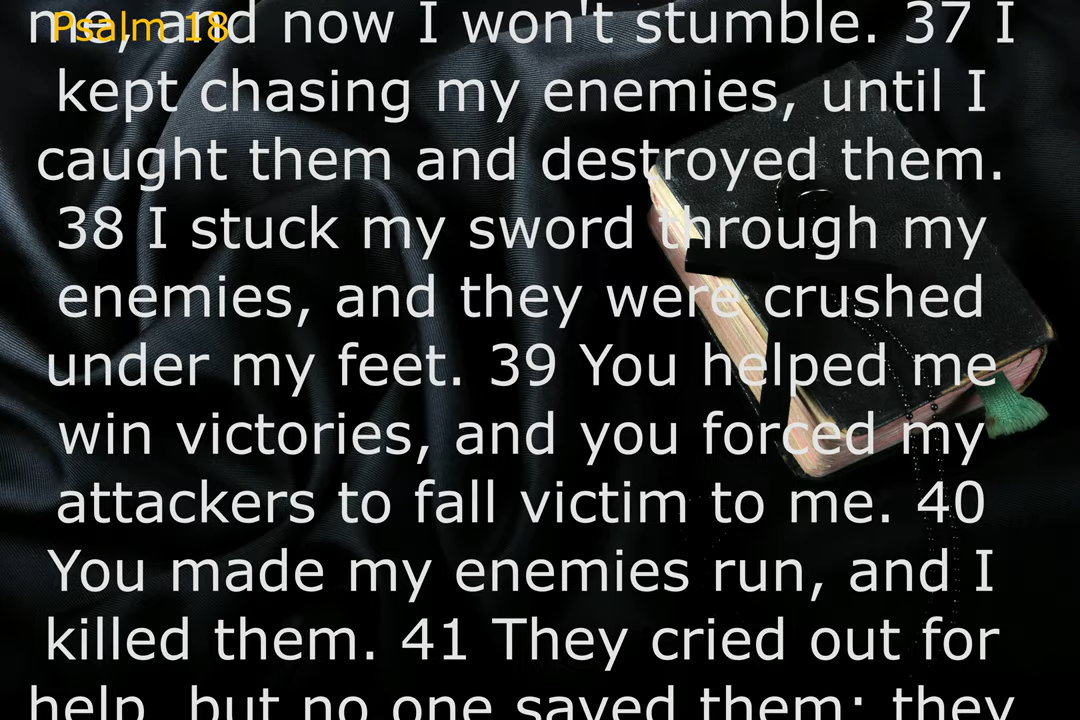 Psalm 18
me, and now I won't stumble. 37 I
kept chasing my enemies, until I
caught them and destroyed them.
38 I stuck my sword through my
enemies, and they were crushed
under my feet. 39 You helped me
win victories, and you forced my
attackers to fall victim to me. 40
You made my enemies run, and I
killed them. 41 They cried out for
help, but no one saved them; they